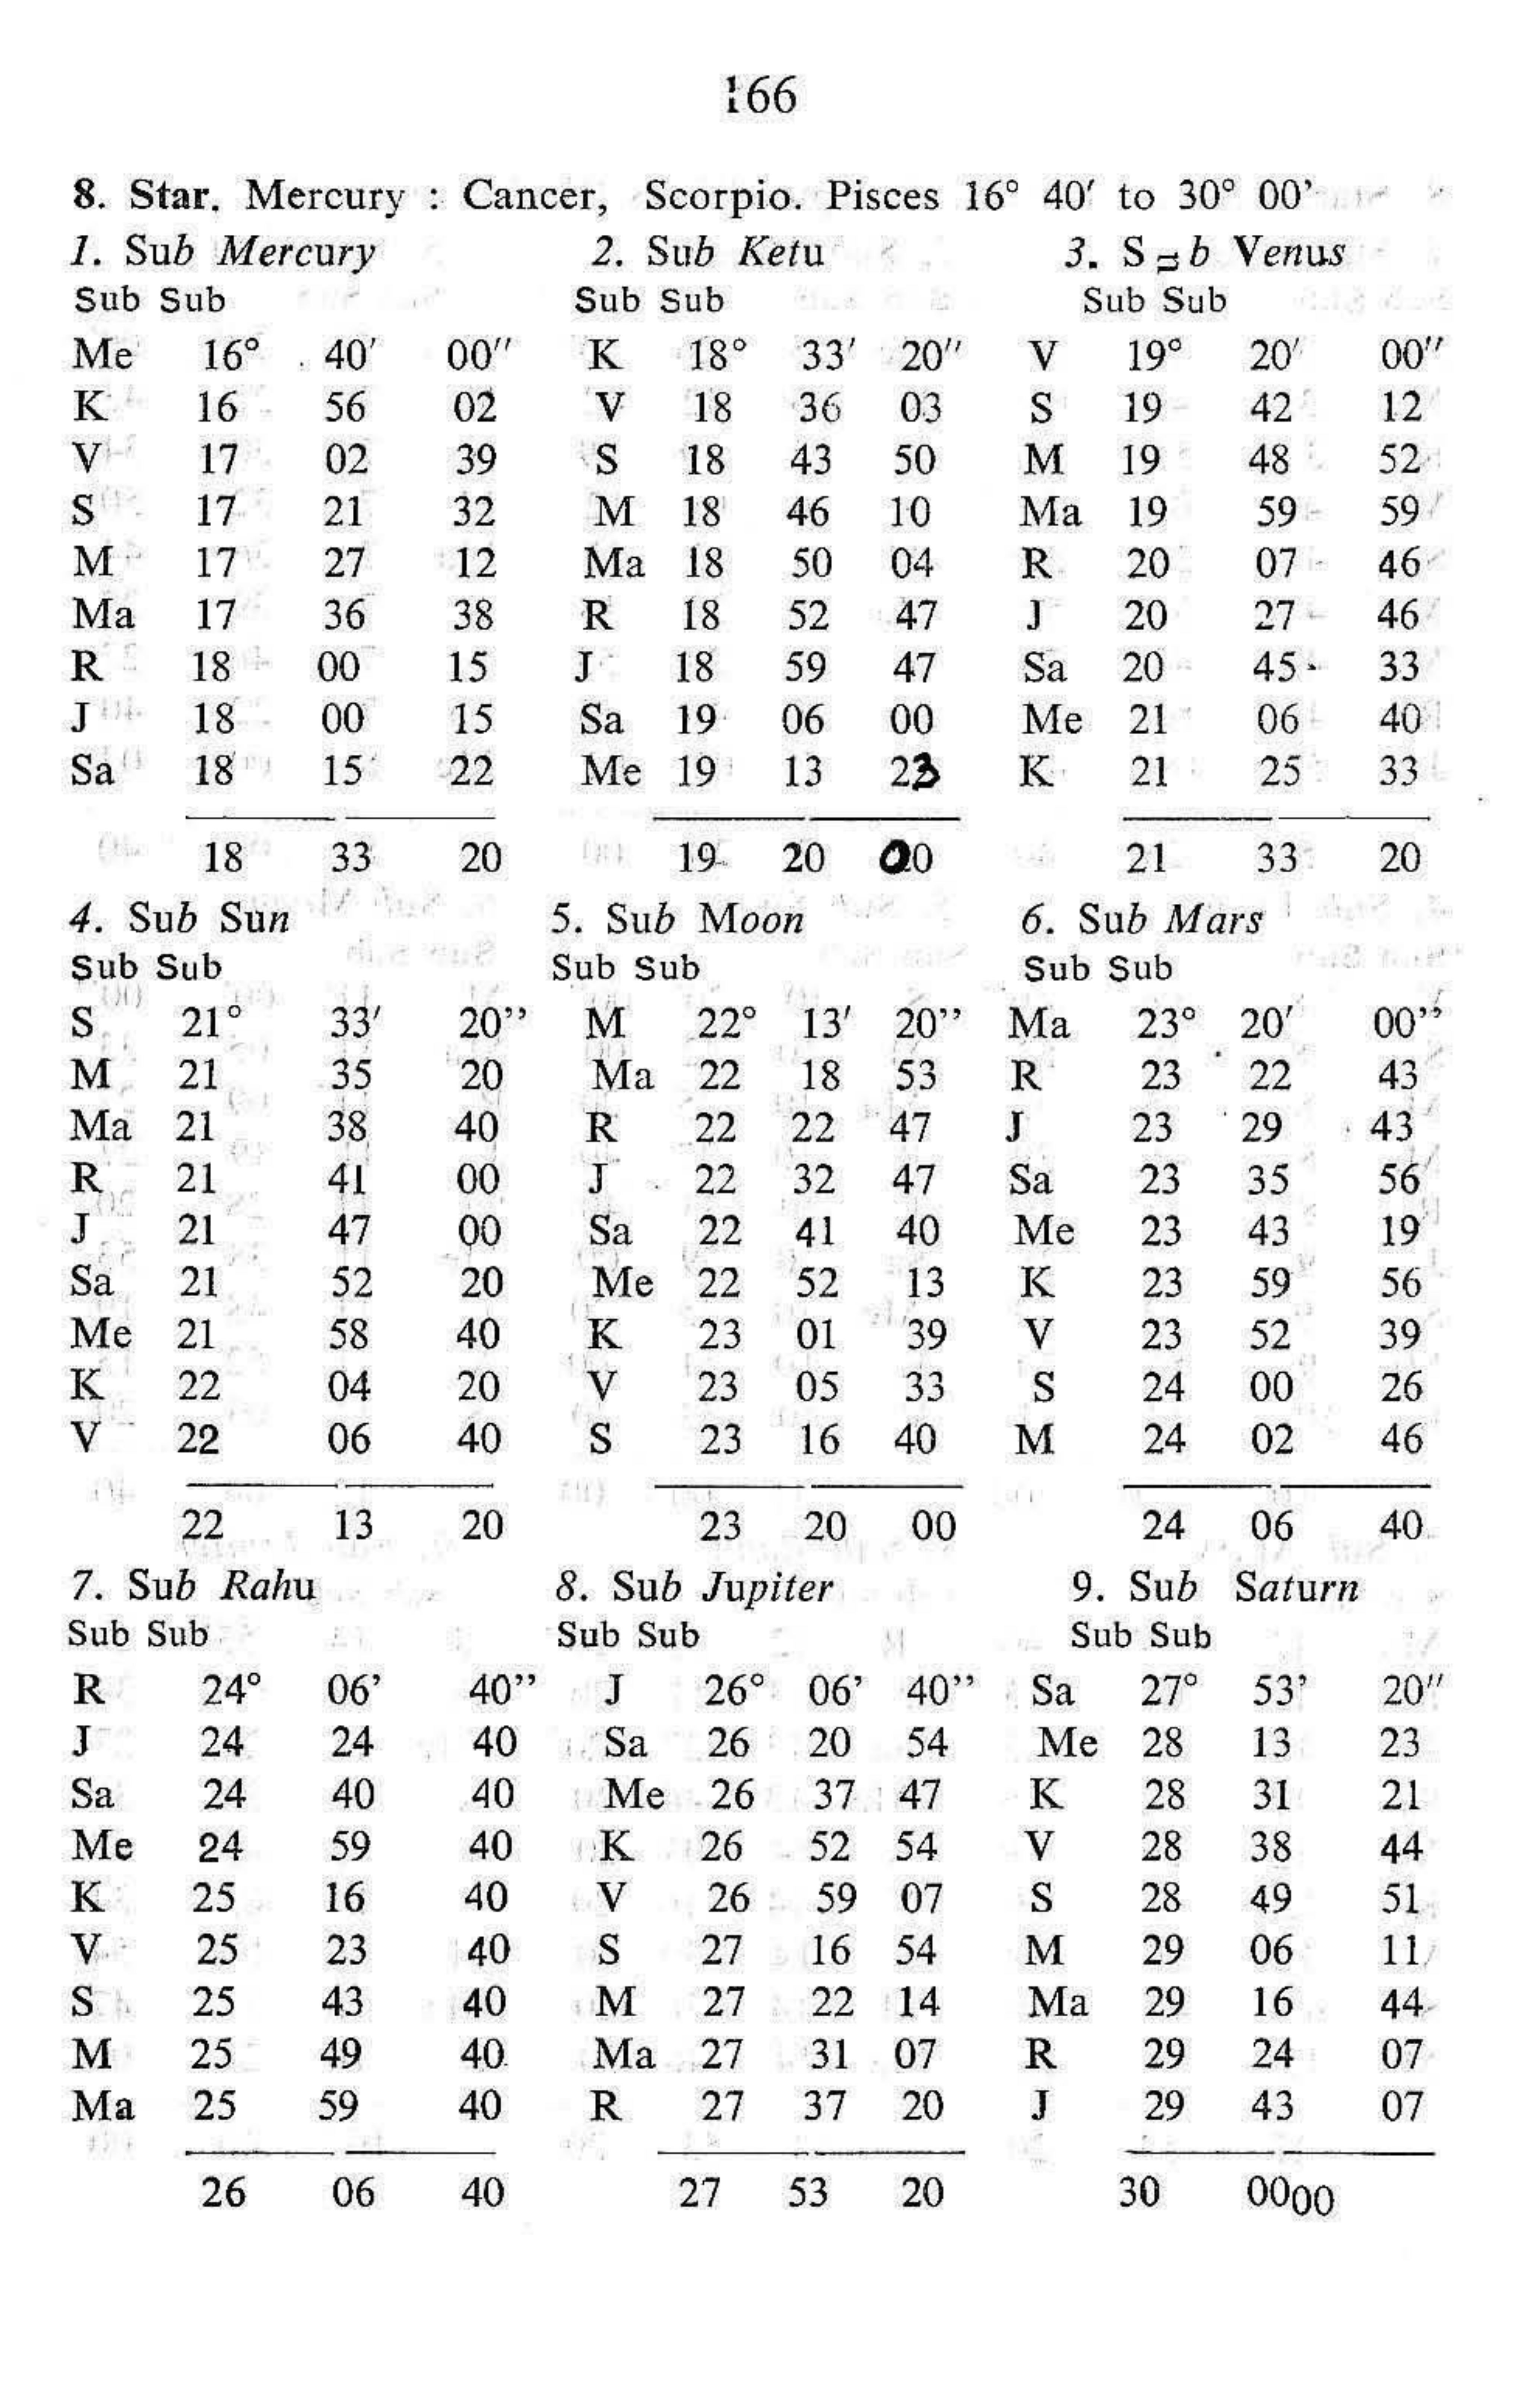 166
8. Star. Mercury : Cancer, Scorpio. Pisces 16° 40′ to 30° 00’
1. Sub Mercury 2. Sub Ketu 3. Sub Venus
Sub Sub Sub Sub Sub Sub
Me 16° 40′ 00″ K 18° 33′ 20″ V 19° 20′ 00″
K 16 56 02 V 18 36 03 S 19 42 12
V 17 02 39 S 18 43 50 M 19 48 52
S 17 21 32 M 18 46 10 Ma 19 59 59
M 17 27 12 Ma 18 50 04 R 20 07 46
Ma 17 36 38 R 18 52 47 J 20 27 46
R 18 00 15 J 18 59 47 Sa 20 45 33
J 18 00 15 Sa 19 06 00 Me 21 06 40
Sa 18 15 22 Me 19 13 23 K 21 25 33
18 33 20 19 20 00 21 33 20
4. Sub Sun 5. Sub Moon 6. Sub Mars
Sub Sub Sub Sub Sub Sub
S 21° 33′ 20” M 22° 13′ 20” Ma 23° 20′ 00”
M 21 35 20 Ma 22 18 53 R 23 22 43
Ma 21 38 40 R 22 22 47 J 23 29 43
R 21 41 00 J 22 32 47 Sa 23 35 56
J 21 47 00 Sa 22 41 40 Me 23 43 19
Sa 21 52 20 Me 22 52 13 K 23 59 56
Me 21 58 40 K 23 01 39 V 23 52 39
K 22 04 20 V 23 05 33 S 24 00 26
V 22 06 40 S 23 16 40 M 24 02 46
22 13 20 23 20 00 24 06 40
7. Sub Rahu 8. Sub Jupiter 9. Sub Saturn
Sub Sub Sub Sub Sub Sub
R 24° 06’ 40” J 26° 06’ 40” Sa 27° 53’ 20″
J 24 24 40 Sa 26 20 54 Me 28 13 23
Sa 24 40 40 Me 26 37 47 K 28 31 21
Me 24 59 40 K 26 52 54 V 28 38 44
K 25 16 40 V 26 59 07 S 28 49 51
V 25 23 40 S 27 16 54 M 29 06 11
S 25 43 40 M 27 22 14 Ma 29 16 44
M 25 49 40 Ma 27 31 07 R 29 24 07
Ma 25 59 40 R 27 37 20 J 29 43 07
26 06 40 27 53 20 30 0000